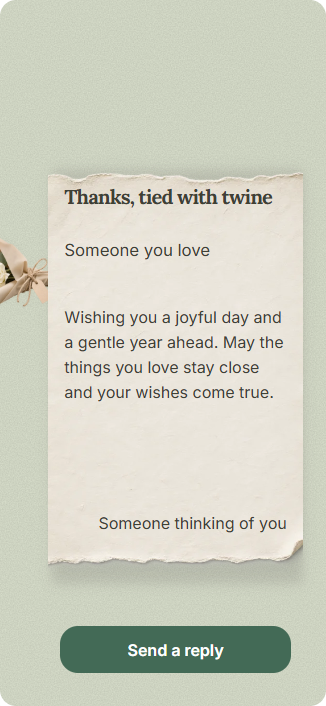 Thanks, tied with twine
Someone you love
Wishing you a joyful day and
a gentle year ahead. May the
things you love stay close
and your wishes come true.
Someone thinking of you
Send a reply